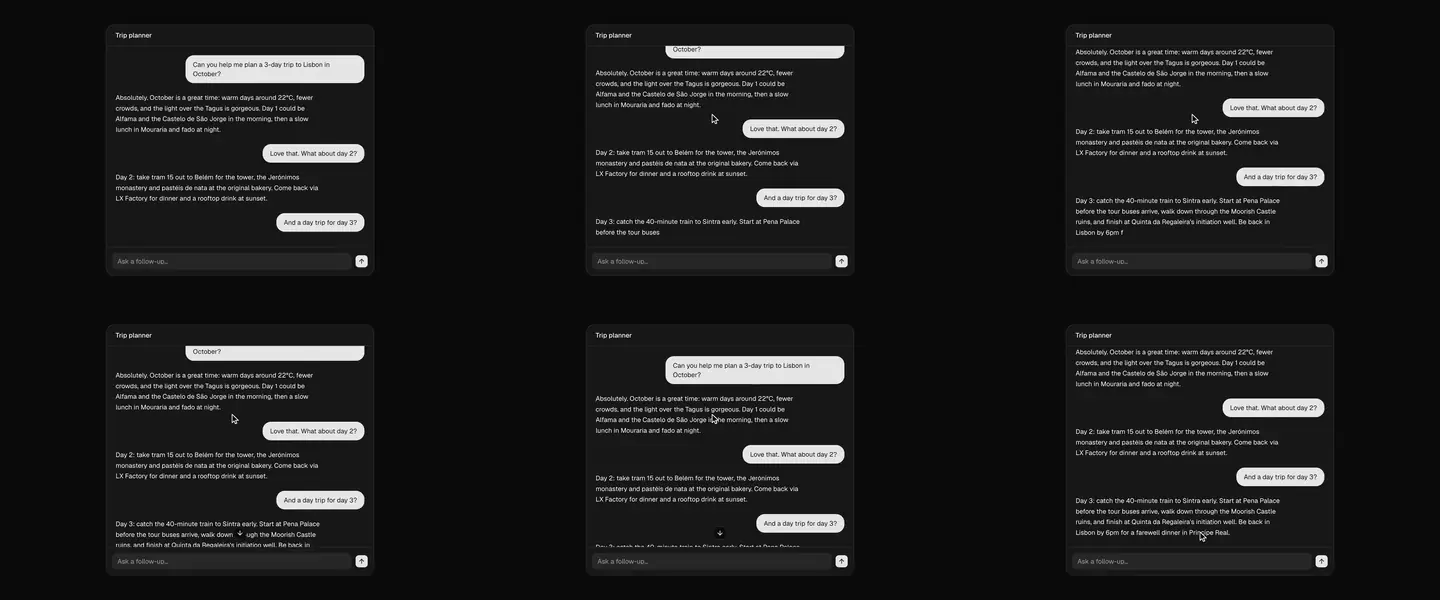 Trip planner
Can you help me plan a 3-day trip to Lisbon in
October?
Absolutely. October is a great time: warm days around 22°C, fewer
crowds, and the light over the Tagus is gorgeous. Day 1 could be
Alfama and the Castelo de São Jorge in the morning, then a slow
lunch in Mouraria and fado at night.
Love that. What about day 2?
Day 2: take tram 15 out to Belém for the tower, the Jerónimos
monastery and pastéis de nata at the original bakery. Come back via
LX Factory for dinner and a rooftop drink at sunset.
And a day trip for day 3?
Ask a follow-up...
Trip planner
October?
Absolutely. October is a great time: warm days around 22°C, fewer
crowds, and the light over the Tagus is gorgeous. Day 1 could be
Alfama and the Castelo de São Jorge in the morning, then a slow
lunch in Mouraria and fado at night.
Love that. What about day 2?
Day 2: take tram 15 out to Belém for the tower, the Jerónimos
monastery and pastéis de nata at the original bakery. Come back via
LX Factory for dinner and a rooftop drink at sunset.
And a day trip for day 3?
Day 3: catch the 40-minute train to Sintra early. Start at Pena Palace
before the tour buses
Ask a follow-up...
Trip planner
Absolutely. October is a great time: warm days around 22°C, fewer
crowds, and the light over the Tagus is gorgeous. Day 1 could be
Alfama and the Castelo de São Jorge in the morning, then a slow
lunch in Mouraria and fado at night.
Love that. What about day 2?
Day 2: take tram 15 out to Belém for the tower, the Jerónimos
monastery and pastéis de nata at the original bakery. Come back via
LX Factory for dinner and a rooftop drink at sunset.
And a day trip for day 3?
Day 3: catch the 40-minute train to Sintra early. Start at Pena Palace
before the tour buses arrive, walk down through the Moorish Castle
ruins, and finish at Quinta da Regaleira's initiation well. Be back in
Lisbon by 6pm f
Ask a follow-up...
Trip planner
October?
Absolutely. October is a great time: warm days around 22°C, fewer
crowds, and the light over the Tagus is gorgeous. Day 1 could be
Alfama and the Castelo de São Jorge in the morning, then a slow
lunch in Mouraria and fado at night.
Love that. What about day 2?
Day 2: take tram 15 out to Belém for the tower, the Jerónimos
monastery and pastéis de nata at the original bakery. Come back via
LX Factory for dinner and a rooftop drink at sunset.
And a day trip for day 3?
Day 3: catch the 40-minute train to Sintra early. Start at Pena Palace
before the tour buses arrive, walk down the Moorish Castle
ruins, and finish at Quinta da Regaleira's initiation well. Be back in
Ask a follow-up...
Trip planner
Can you help me plan a 3-day trip to Lisbon in
October?
Absolutely. October is a great time: warm days around 22°C, fewer
crowds, and the light over the Tagus is gorgeous. Day 1 could be
Alfama and the Castelo de São Jorge in the morning, then a slow
lunch in Mouraria and fado at night.
Love that. What about day 2?
Day 2: take tram 15 out to Belém for the tower, the Jerónimos
monastery and pastéis de nata at the original bakery. Come back via
LX Factory for dinner and a rooftop drink at sunset.
And a day trip for day 3?
Day 3: catch the 40-minute train to Sintra early. Start at Pena Palace
Ask a follow-up...
Trip planner
Absolutely. October is a great time: warm days around 22°C, fewer
crowds, and the light over the Tagus is gorgeous. Day 1 could be
Alfama and the Castelo de São Jorge in the morning, then a slow
lunch in Mouraria and fado at night.
Love that. What about day 2?
Day 2: take tram 15 out to Belém for the tower, the Jerónimos
monastery and pastéis de nata at the original bakery. Come back via
LX Factory for dinner and a rooftop drink at sunset.
And a day trip for day 3?
Day 3: catch the 40-minute train to Sintra early. Start at Pena Palace
before the tour buses arrive, walk down through the Moorish Castle
ruins, and finish at Quinta da Regaleira's initiation well. Be back in
Lisbon by 6pm for a farewell dinner in Príncipe Real.
Ask a follow-up...